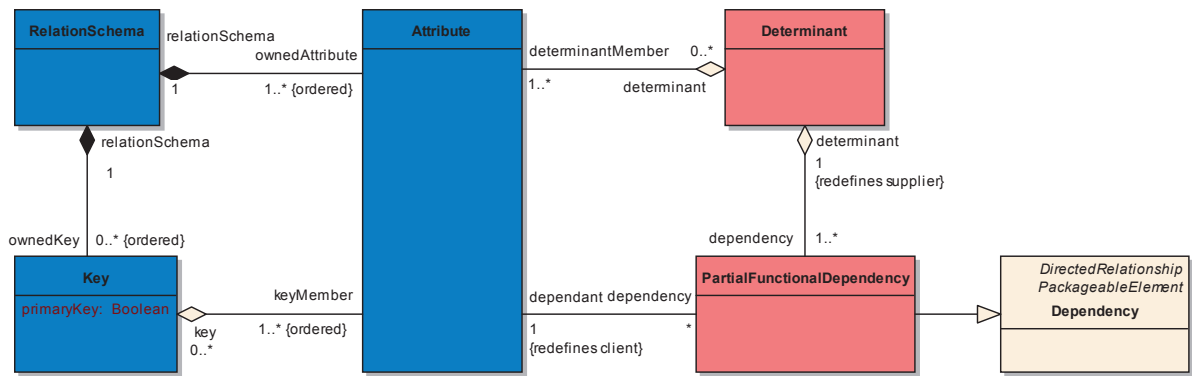 RelationSchema
relationSchema
ownedAttribute
1
1..* {ordered}
Attribute
determinantMember
0..*
1..*
determinant
Determinant
relationSchema
1
ownedKey
0..* {ordered}
determinant
1
{redefines supplier}
dependency
1..*
Key
primaryKey: Boolean
keyMember
key
0..*
1..* {ordered}
dependant
dependency
1
*
{redefines client}
PartialFunctionalDependency
DirectedRelationship
PackageableElement
Dependency